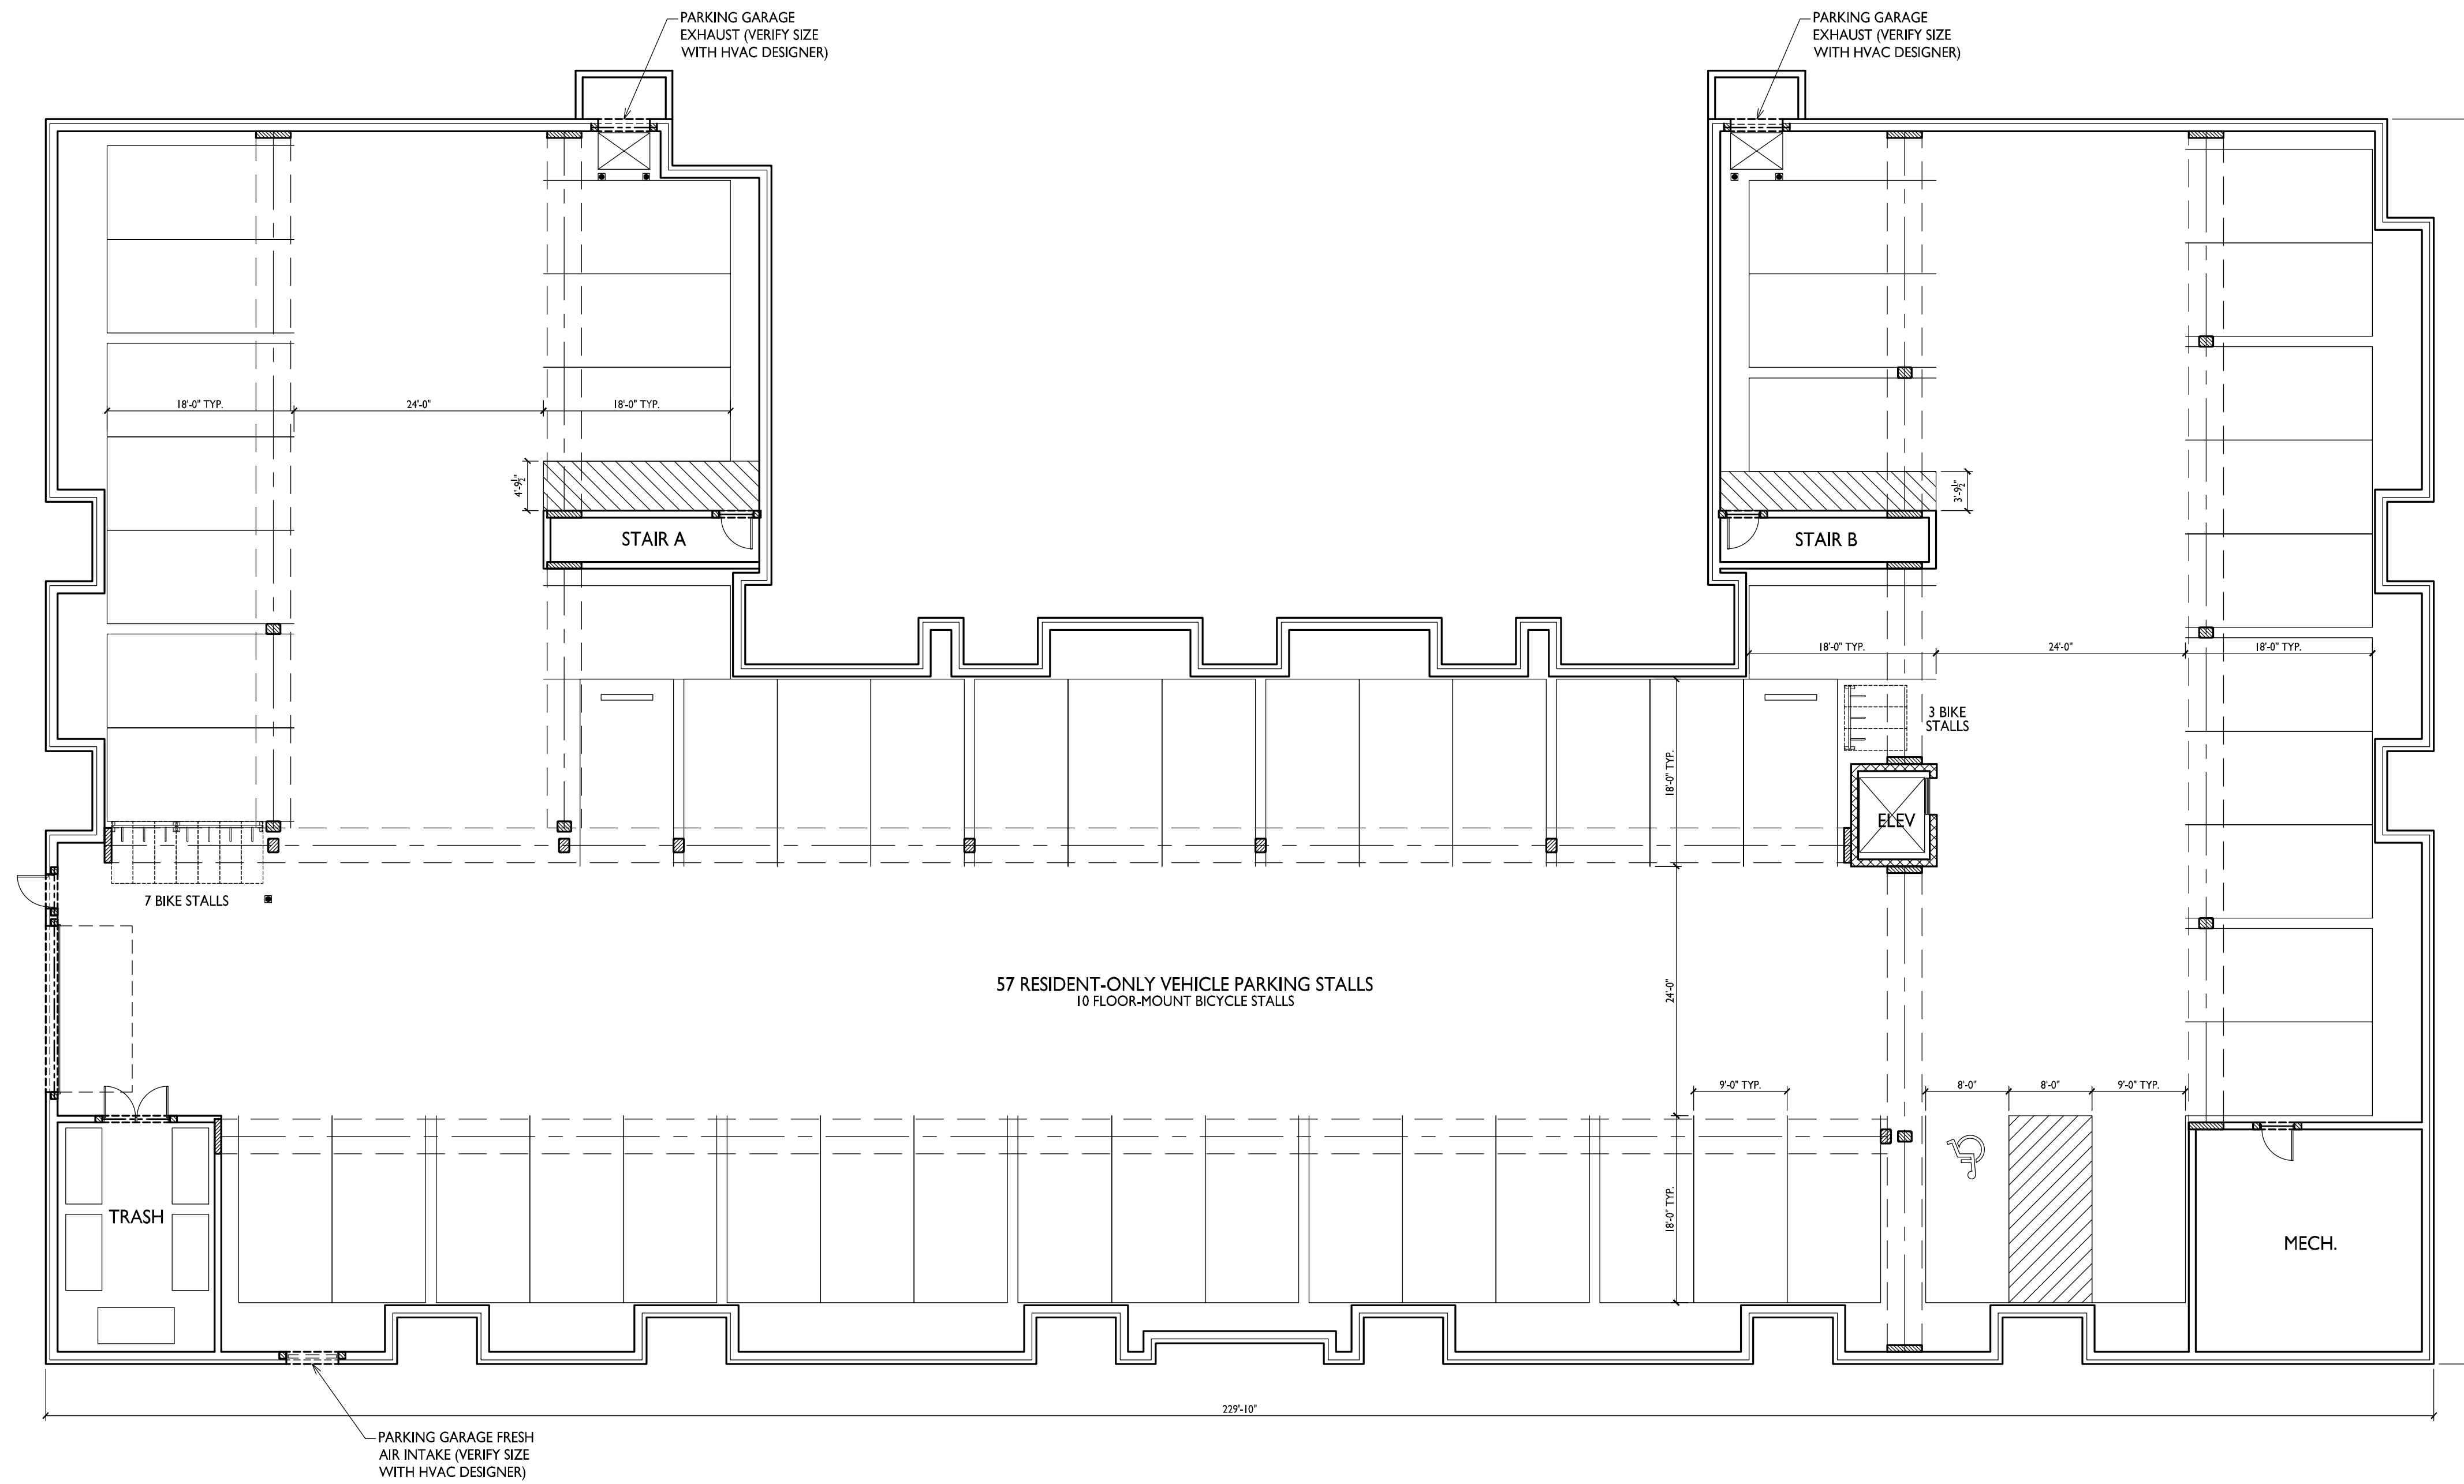 PARKING GARAGE
EXHAUST (VERIFY SIZE
WITH HVAC DESIGNER)
PARKING GARAGE
EXHAUST (VERIFY SIZE
WITH HVAC DESIGNER)
18'-0" TYP.
24'-0"
18'-0" TYP.
4'-9½"
3'-9½"
STAIR A
STAIR B
18'-0" TYP.
24'-0"
18'-0" TYP.
3 BIKE
STALLS
18'-0" TYP.
ELEV
7 BIKE STALLS
57 RESIDENT-ONLY VEHICLE PARKING STALLS
10 FLOOR-MOUNT BICYCLE STALLS
24'-0"
9'-0" TYP.
8'-0"
8'-0"
9'-0" TYP.
18'-0" TYP.
TRASH
MECH.
229'-10"
PARKING GARAGE FRESH
AIR INTAKE (VERIFY SIZE
WITH HVAC DESIGNER)